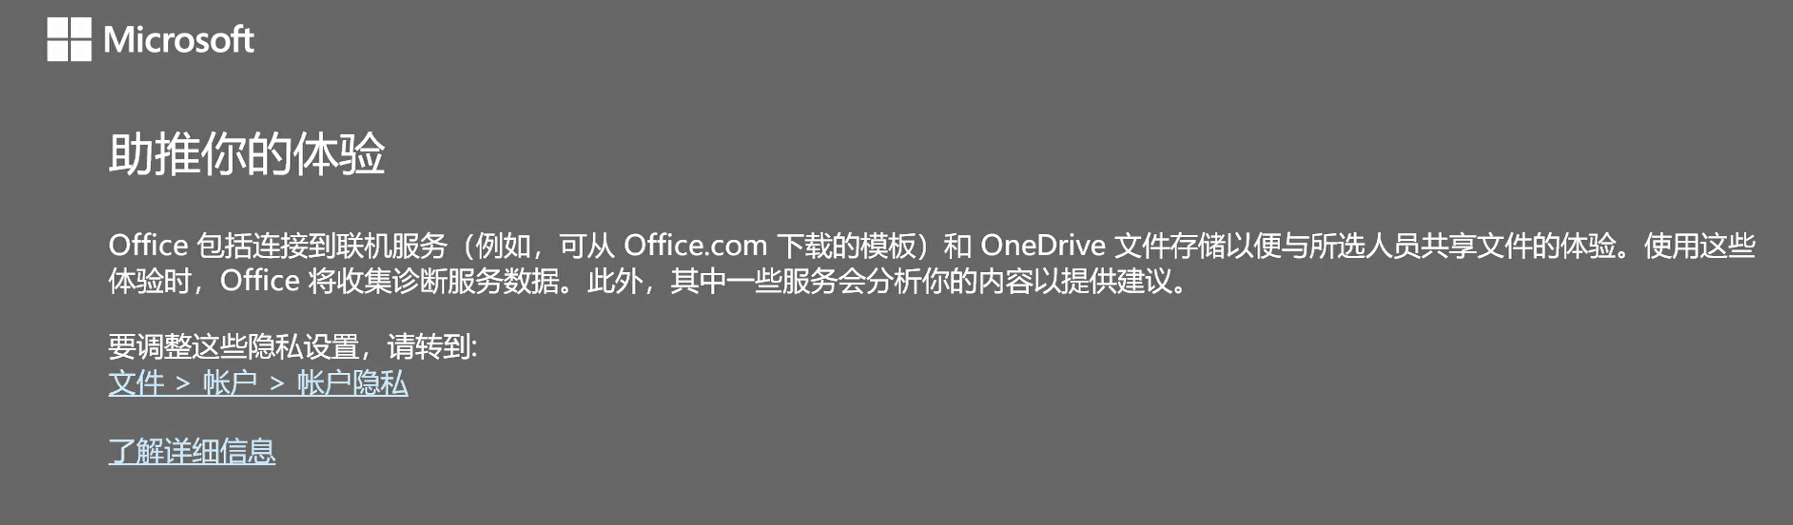 Microsoft
助推你的体验
Office 包括连接到联机服务（例如，可从 Office.com 下载的模板）和 OneDrive 文件存储以便与所选人员共享文件的体验。使用这些
体验时，Office 将收集诊断服务数据。此外，其中一些服务会分析你的内容以提供建议。
要调整这些隐私设置，请转到:
文件 > 帐户 > 帐户隐私
了解详细信息